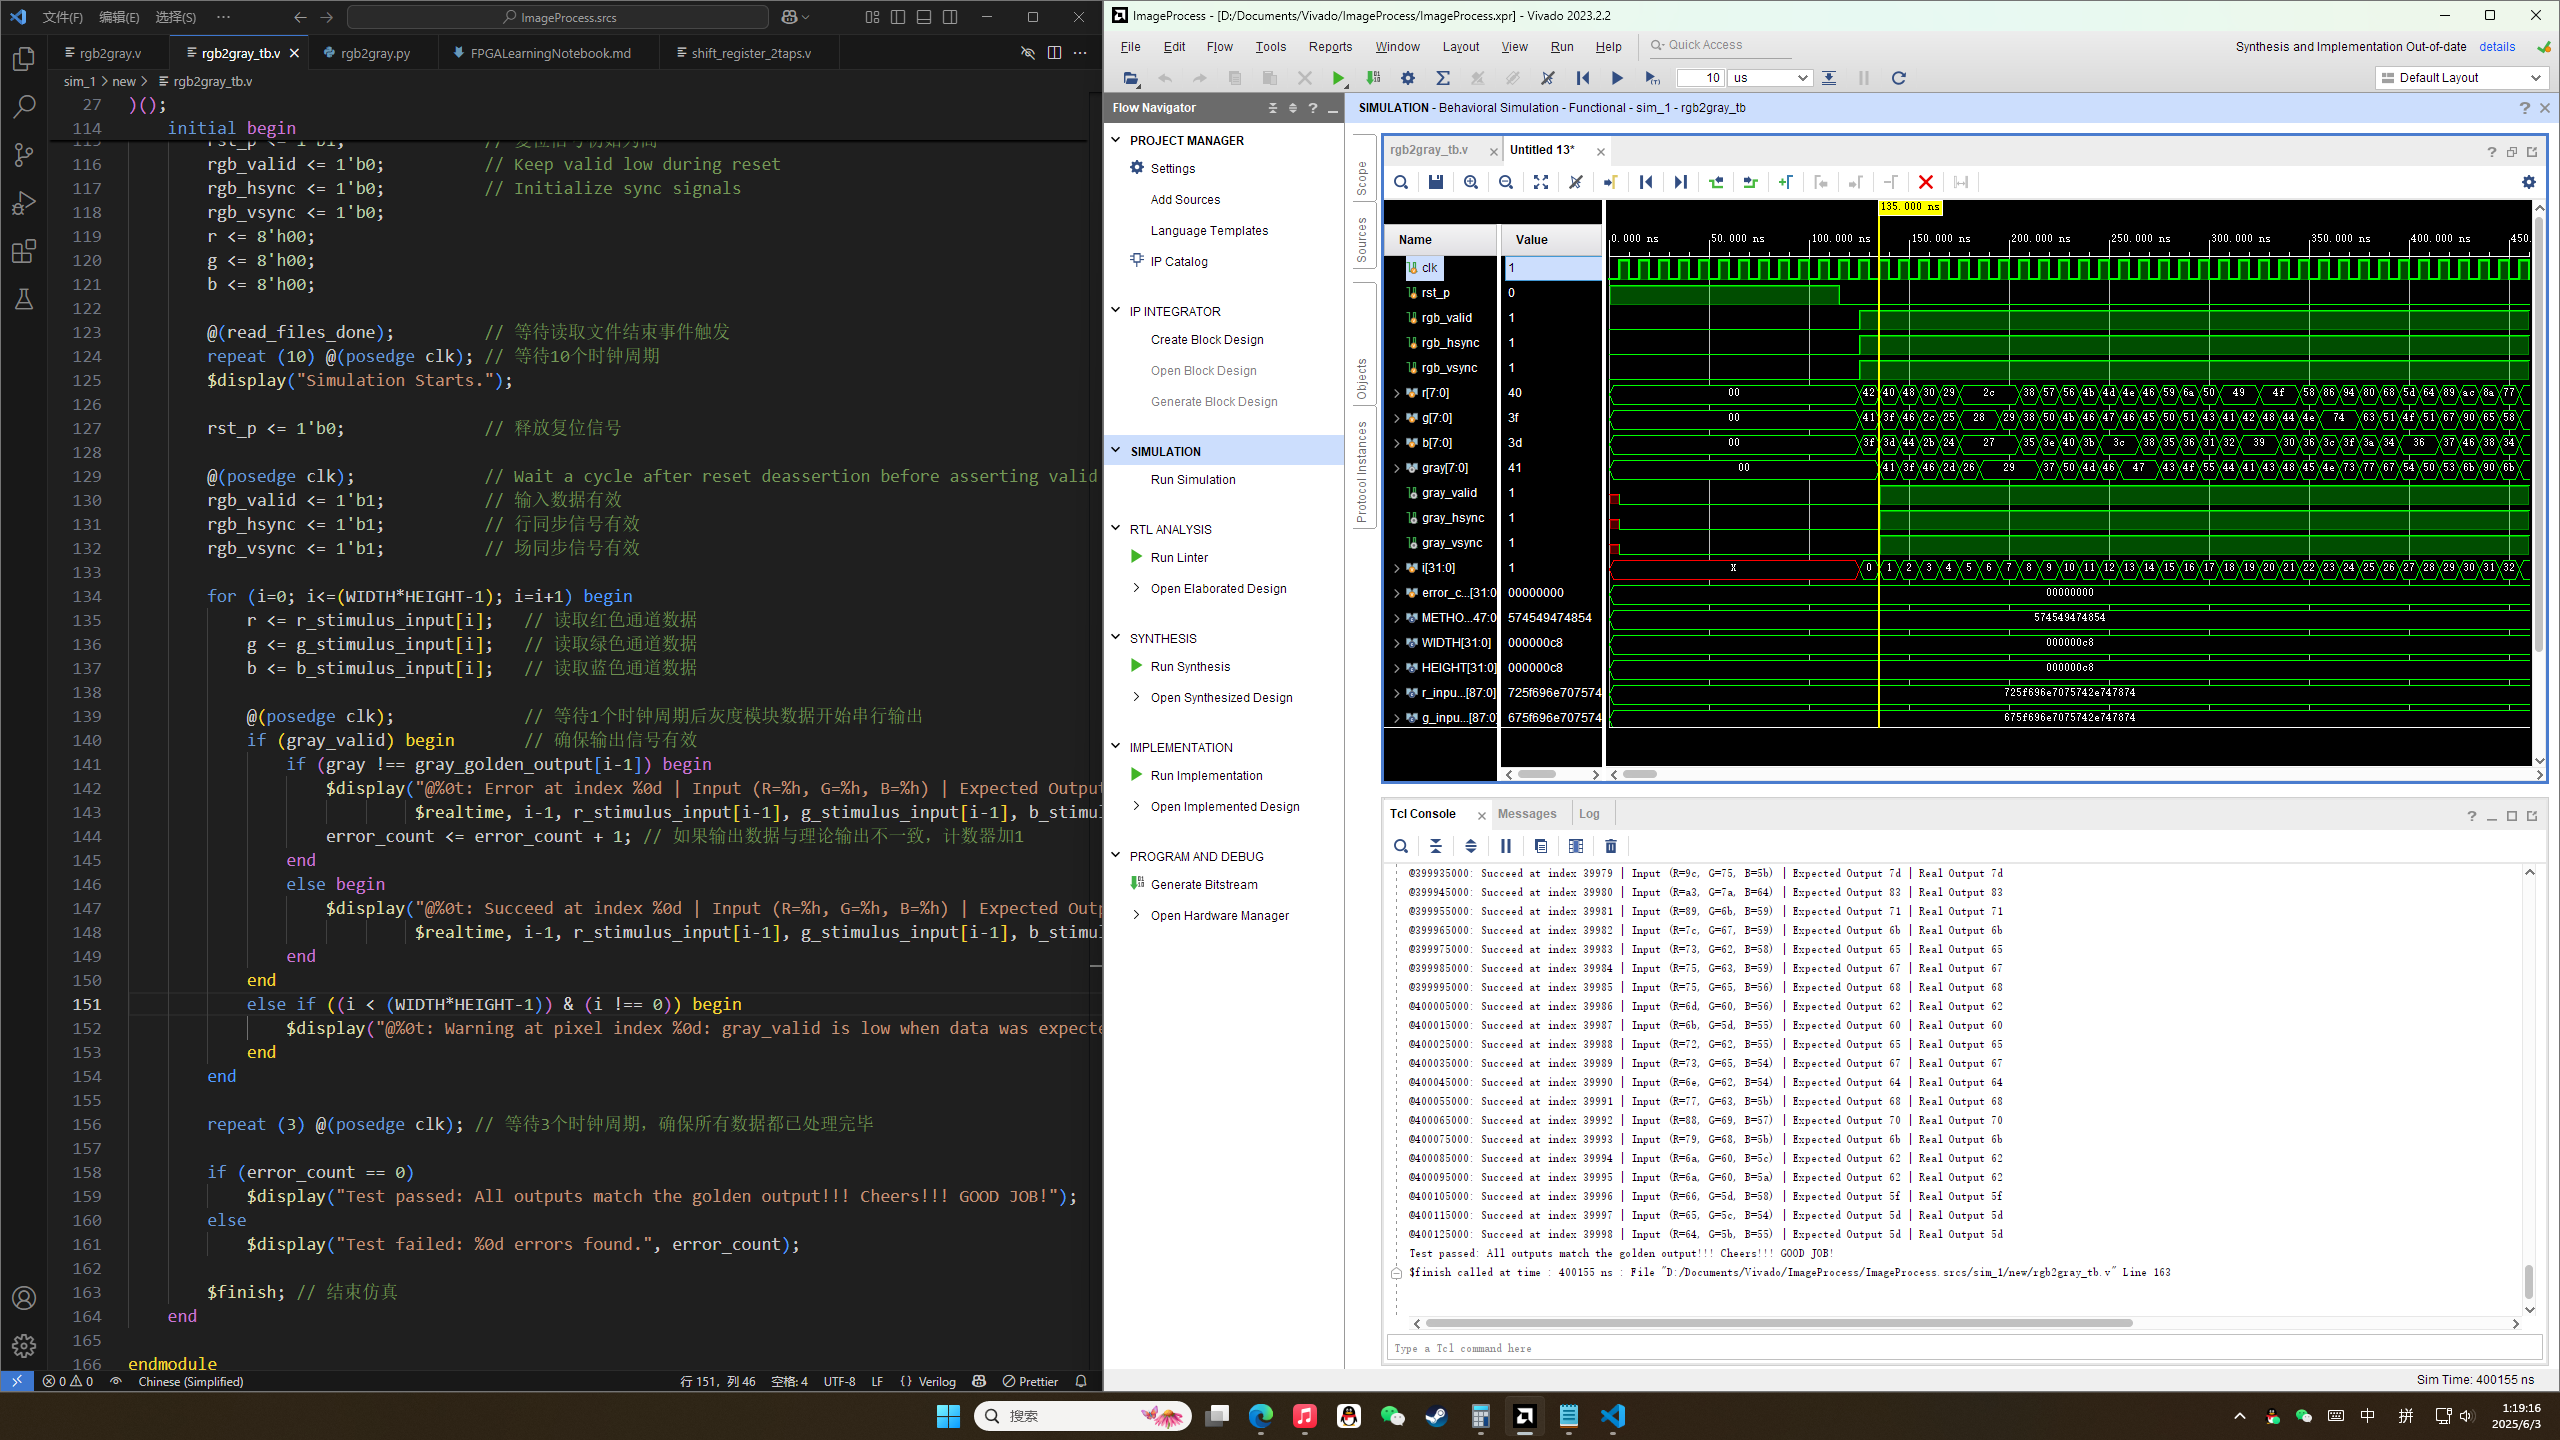 文件(F) 编辑(E) 选择(S) ··· ImageProcess.srcs
rgb2gray.v rgb2gray_tb.v rgb2gray.py FPGALearningNotebook.md shift_register_2taps.v
sim_1 > new > rgb2gray_tb.v
27 )();
114 initial begin
116 rgb_valid <= 1'b0; // Keep valid low during reset
117 rgb_hsync <= 1'b0; // Initialize sync signals
118 rgb_vsync <= 1'b0;
119 r <= 8'h00;
120 g <= 8'h00;
121 b <= 8'h00;
122
123 @(read_files_done); // 等待读取文件结束事件触发
124 repeat (10) @(posedge clk); // 等待10个时钟周期
125 $display("Simulation Starts.");
126
127 rst_p <= 1'b0; // 释放复位信号
128
129 @(posedge clk); // Wait a cycle after reset deassertion before asserting valid
130 rgb_valid <= 1'b1; // 输入数据有效
131 rgb_hsync <= 1'b1; // 行同步信号有效
132 rgb_vsync <= 1'b1; // 场同步信号有效
133
134 for (i=0; i<=(WIDTH*HEIGHT-1); i=i+1) begin
135 r <= r_stimulus_input[i]; // 读取红色通道数据
136 g <= g_stimulus_input[i]; // 读取绿色通道数据
137 b <= b_stimulus_input[i]; // 读取蓝色通道数据
138
139 @(posedge clk); // 等待1个时钟周期后灰度模块数据开始串行输出
140 if (gray_valid) begin // 确保输出信号有效
141 if (gray !== gray_golden_output[i-1]) begin
142 $display("@%0t: Error at index %0d | Input (R=%h, G=%h, B=%h) | Expected Output
143 $realtime, i-1, r_stimulus_input[i-1], g_stimulus_input[i-1], b_stimu
144 error_count <= error_count + 1; // 如果输出数据与理论输出不一致，计数器加1
145 end
146 else begin
147 $display("@%0t: Succeed at index %0d | Input (R=%h, G=%h, B=%h) | Expected Outp
148 $realtime, i-1, r_stimulus_input[i-1], g_stimulus_input[i-1], b_stimul
149 end
150 end
151 else if ((i < (WIDTH*HEIGHT-1)) & (i !== 0)) begin
152 $display("@%0t: Warning at pixel index %0d: gray_valid is low when data was expecte
153 end
154 end
155
156 repeat (3) @(posedge clk); // 等待3个时钟周期，确保所有数据都已处理完毕
157
158 if (error_count == 0)
159 $display("Test passed: All outputs match the golden output!!! Cheers!!! GOOD JOB!");
160 else
161 $display("Test failed: %0d errors found.", error_count);
162
163 $finish; // 结束仿真
164 end
165
166 endmodule
0 0 Chinese (Simplified) 行 151，列 46 空格: 4 UTF-8 LF {} Verilog Prettier
ImageProcess - [D:/Documents/Vivado/ImageProcess/ImageProcess.xpr] - Vivado 2023.2.2
File Edit Flow Tools Reports Window Layout View Run Help Quick Access
Synthesis and Implementation Out-of-date details
10 us Default Layout
Flow Navigator
PROJECT MANAGER
Settings
Add Sources
Language Templates
IP Catalog
IP INTEGRATOR
Create Block Design
Open Block Design
Generate Block Design
SIMULATION
Run Simulation
RTL ANALYSIS
Run Linter
Open Elaborated Design
SYNTHESIS
Run Synthesis
Open Synthesized Design
IMPLEMENTATION
Run Implementation
Open Implemented Design
PROGRAM AND DEBUG
Generate Bitstream
Open Hardware Manager
SIMULATION - Behavioral Simulation - Functional - sim_1 - rgb2gray_tb
Scope
Sources
Objects
Protocol Instances
rgb2gray_tb.v Untitled 13*
135.000 ns
Name Value 0.000 ns 50.000 ns 100.000 ns 150.000 ns 200.000 ns 250.000 ns 300.000 ns 350.000 ns 400.000 ns 450.
clk 1
rst_p 0
rgb_valid 1
rgb_hsync 1
rgb_vsync 1
r[7:0] 40 00 42 40 48 30 29 2c 38 57 56 4b 4d 4e 46 59 6a 50 49 4f 58 86 94 80 68 5d 64 89 ac 8a 77
g[7:0] 3f 00 41 3f 46 2c 25 28 29 38 50 4b 46 47 46 45 50 51 43 41 42 48 44 4e 74 63 51 4f 51 67 90 65 58
b[7:0] 3d 00 3f 3d 44 2b 24 27 35 3e 40 3b 3c 38 35 36 31 32 39 30 36 3c 3f 3a 34 36 37 46 38 34
gray[7:0] 41 00 41 3f 46 2d 26 29 37 50 4d 46 47 43 4f 55 44 41 43 48 45 4e 73 77 67 54 50 53 6b 90 6b
gray_valid 1
gray_hsync 1
gray_vsync 1
i[31:0] 1 X 0 1 2 3 4 5 6 7 8 9 10 11 12 13 14 15 16 17 18 19 20 21 22 23 24 25 26 27 28 29 30 31 32
error_c...[31:0 00000000 00000000
METHO...47:0] 574549474854 574549474854
WIDTH[31:0] 000000c8 000000c8
HEIGHT[31:0] 000000c8 000000c8
r_inpu...[87:0] 725f696e707574 725f696e7075742e747874
g_inpu...[87:0] 675f696e707574 675f696e7075742e747874
Tcl Console Messages Log
@399935000: Succeed at index 39979 | Input (R=9c, G=75, B=5b) | Expected Output 7d | Real Output 7d
@399945000: Succeed at index 39980 | Input (R=a3, G=7a, B=64) | Expected Output 83 | Real Output 83
@399955000: Succeed at index 39981 | Input (R=89, G=6b, B=59) | Expected Output 71 | Real Output 71
@399965000: Succeed at index 39982 | Input (R=7c, G=67, B=59) | Expected Output 6b | Real Output 6b
@399975000: Succeed at index 39983 | Input (R=73, G=62, B=58) | Expected Output 65 | Real Output 65
@399985000: Succeed at index 39984 | Input (R=75, G=63, B=59) | Expected Output 67 | Real Output 67
@399995000: Succeed at index 39985 | Input (R=75, G=65, B=56) | Expected Output 68 | Real Output 68
@400005000: Succeed at index 39986 | Input (R=6d, G=60, B=56) | Expected Output 62 | Real Output 62
@400015000: Succeed at index 39987 | Input (R=6b, G=5d, B=55) | Expected Output 60 | Real Output 60
@400025000: Succeed at index 39988 | Input (R=72, G=62, B=55) | Expected Output 65 | Real Output 65
@400035000: Succeed at index 39989 | Input (R=73, G=65, B=54) | Expected Output 67 | Real Output 67
@400045000: Succeed at index 39990 | Input (R=6e, G=62, B=54) | Expected Output 64 | Real Output 64
@400055000: Succeed at index 39991 | Input (R=77, G=63, B=5b) | Expected Output 68 | Real Output 68
@400065000: Succeed at index 39992 | Input (R=88, G=69, B=57) | Expected Output 70 | Real Output 70
@400075000: Succeed at index 39993 | Input (R=79, G=68, B=5b) | Expected Output 6b | Real Output 6b
@400085000: Succeed at index 39994 | Input (R=6a, G=60, B=5c) | Expected Output 62 | Real Output 62
@400095000: Succeed at index 39995 | Input (R=6a, G=60, B=5a) | Expected Output 62 | Real Output 62
@400105000: Succeed at index 39996 | Input (R=66, G=5d, B=58) | Expected Output 5f | Real Output 5f
@400115000: Succeed at index 39997 | Input (R=65, G=5c, B=54) | Expected Output 5d | Real Output 5d
@400125000: Succeed at index 39998 | Input (R=64, G=5b, B=55) | Expected Output 5d | Real Output 5d
Test passed: All outputs match the golden output!!! Cheers!!! GOOD JOB!
$finish called at time : 400155 ns : File "D:/Documents/Vivado/ImageProcess/ImageProcess.srcs/sim_1/new/rgb2gray_tb.v" Line 163
Type a Tcl command here
Sim Time: 400155 ns
搜索 中 拼 1:19:16
2025/6/3